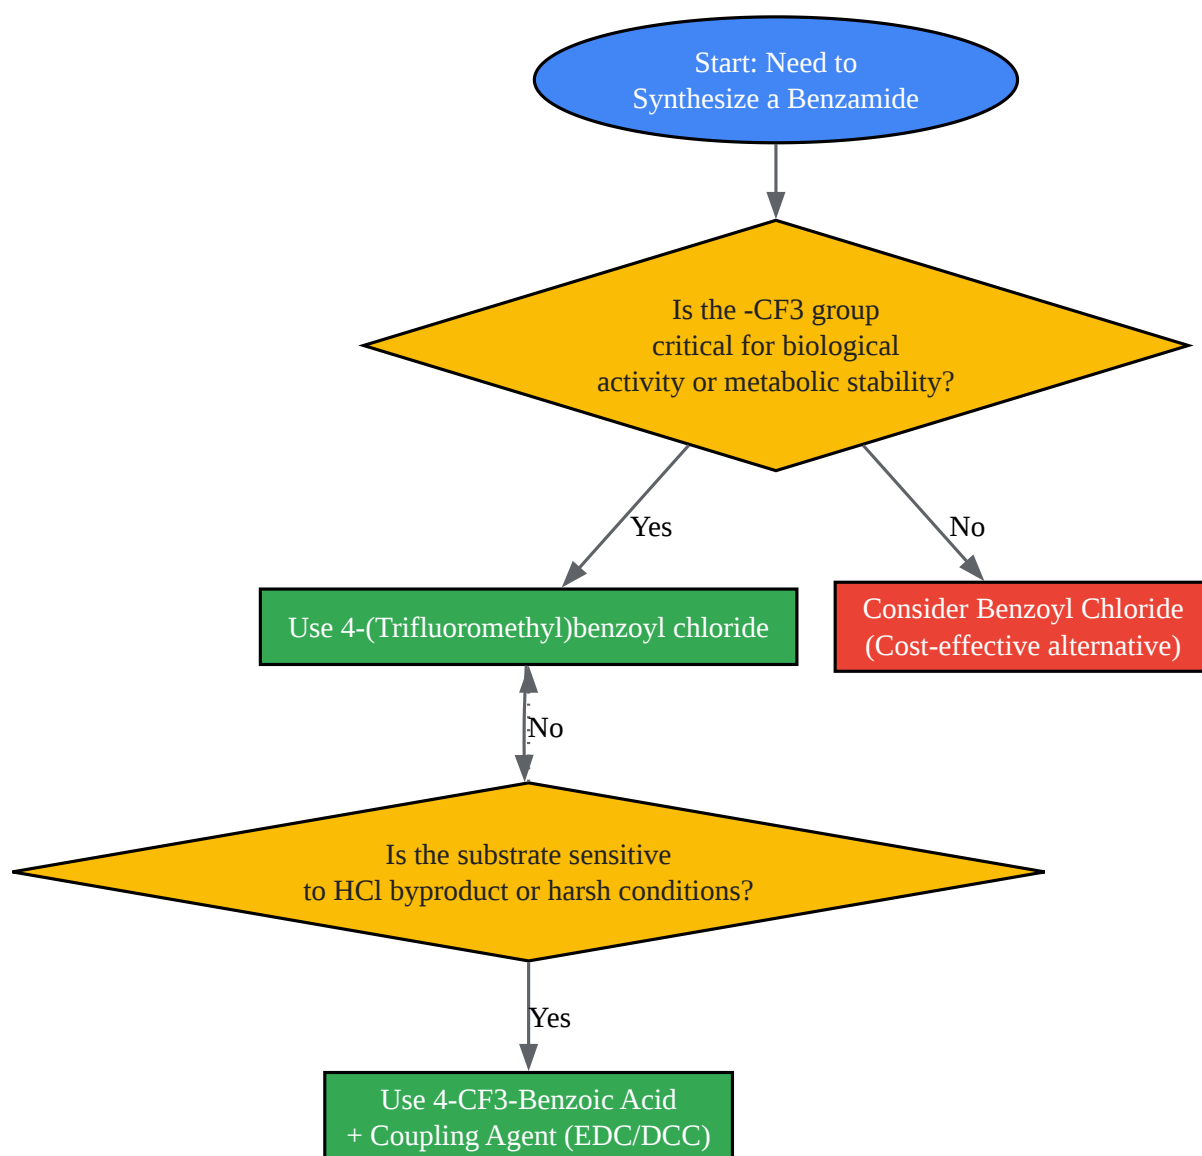 Start: Need to
Synthesize a Benzamide
Is the -CF3 group
critical for biological
activity or metabolic stability?
Yes
No
Use 4-(Trifluoromethyl)benzoyl chloride
Consider Benzoyl Chloride
(Cost-effective alternative)
No
Is the substrate sensitive
to HCl byproduct or harsh conditions?
Yes
Use 4-CF3-Benzoic Acid
+ Coupling Agent (EDC/DCC)